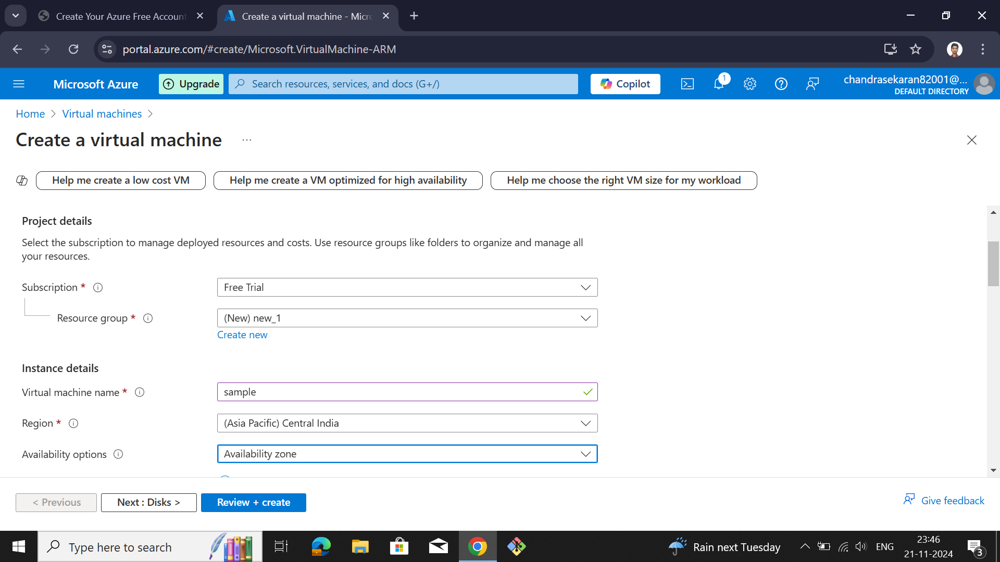 Create Your Azure Free Account
Create a virtual machine - Micro
portal.azure.com/#create/Microsoft.VirtualMachine-ARM
Microsoft Azure
Upgrade
Search resources, services, and docs (G+/)
Copilot
1
chandrasekaran82001@...
DEFAULT DIRECTORY
Home > Virtual machines >
Create a virtual machine ...
Help me create a low cost VM
Help me create a VM optimized for high availability
Help me choose the right VM size for my workload
Project details
Select the subscription to manage deployed resources and costs. Use resource groups like folders to organize and manage all
your resources.
Subscription *
Free Trial
Resource group *
(New) new_1
Create new
Instance details
Virtual machine name *
sample
Region *
(Asia Pacific) Central India
Availability options
Availability zone
< Previous
Next : Disks >
Review + create
Give feedback
Type here to search
Rain next Tuesday
ENG
23:46
21-11-2024
3